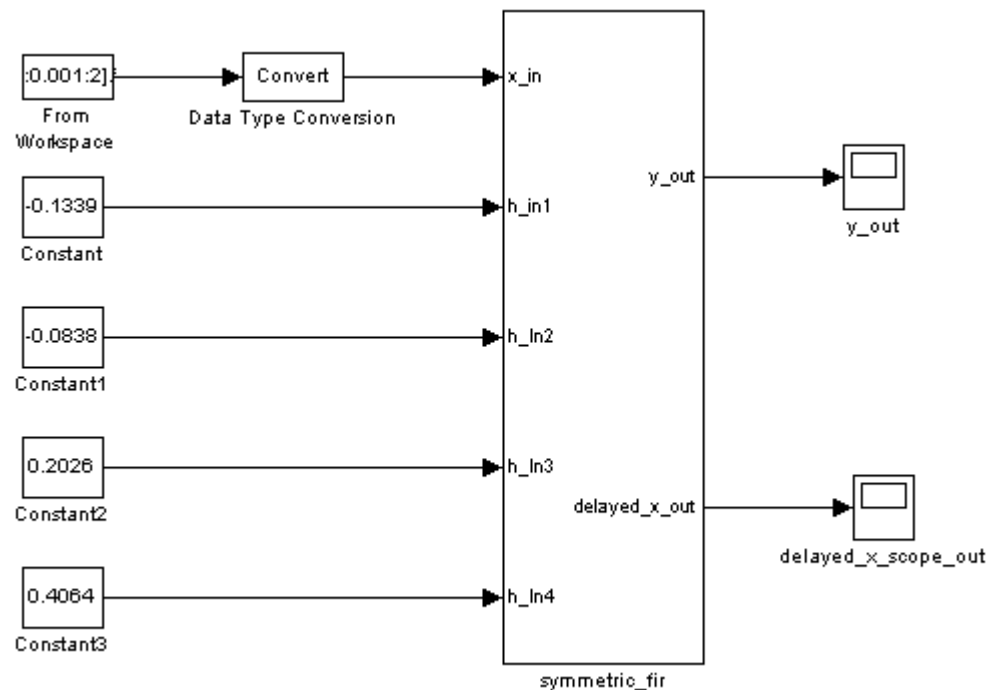 :0.001:2].
From
Workspace
Convert
Data Type Conversion
x_in
-0.1339
Constant
h_in1
y_out
y_out
-0.0838
Constant1
h_In2
0.2026
Constant2
h_In3
delayed_x_out
delayed_x_scope_out
0.4064
Constant3
h_In4
symmetric_fir